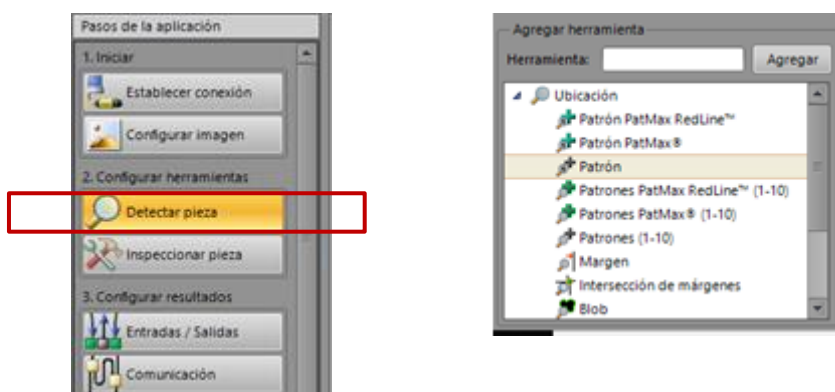 Pasos de la aplicación
1. Iniciar
Establecer conexión
Configurar imagen
2. Configurar herramientas
Detectar pieza
Inspeccionar pieza
3. Configurar resultados
Entradas / Salidas
Comunicación
Agregar herramienta
Herramienta:
Agregar
Ubicación
Patrón PatMax RedLine™
Patrón PatMax®
Patrón
Patrones PatMax RedLine™ (1-10)
Patrones PatMax® (1-10)
Patrones (1-10)
Margen
Intersección de márgenes
Blob